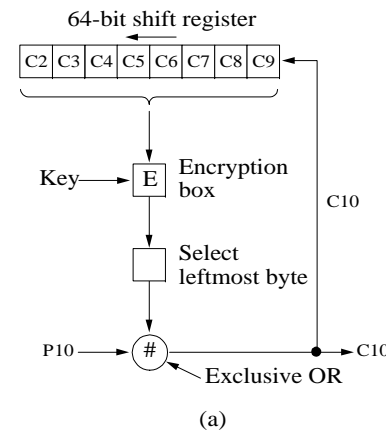 64-bit shift register
C2 C3 C4 C5 C6 C7 C8 C9
Key
E
Encryption
box
C10
Select
leftmost byte
P10
#
C10
Exclusive OR
(a)